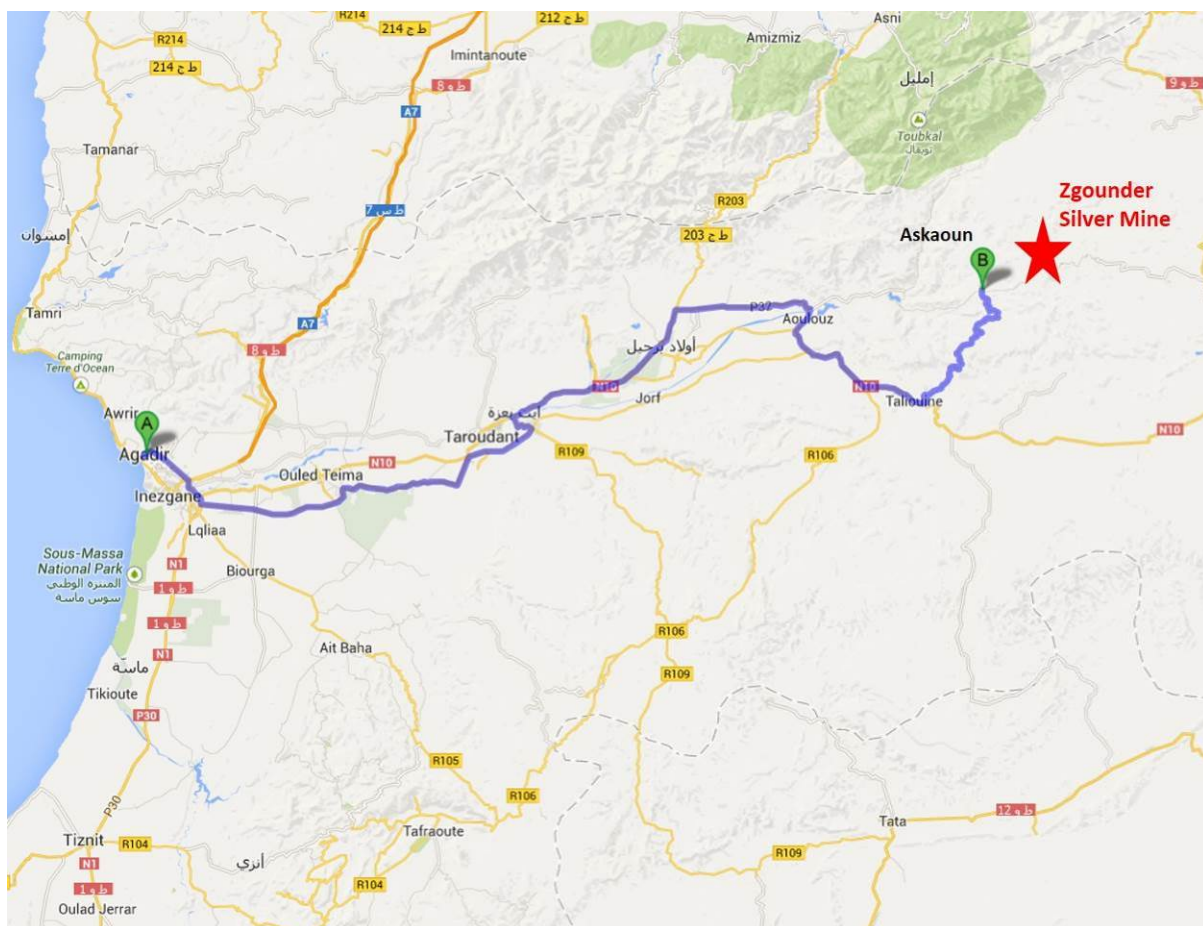 R214
214 ط ج
212 ط ج
Asni
R214
Imintanoute
Amizmiz
214 ط ج
8 ط و
إمليل
9 ط و
A7
Toubkal
توبقال
Tamanar
Zgounder
Silver Mine
R203
7 ط س
إمسوان
203 ط ج
Askaoun
B
Tamri
A7
P32
Aoulouz
8 ط و
أولاد برحيل
Camping
Terre d'Ocean
N10
N10
Jorf
Taliouine
Awrir
آيت يعزة
A
Taroudant
N10
Agadir
R109
R106
N10
Ouled Teima
Inezgane
Lqliaa
Sous-Massa
National Park
المنتزه الوطني
سوس ماسة
N1
Biourga
1 ط و
1 ط و
R106
Ait Baha
N1
ماسة
R109
Tikioute
P30
R105
R106
P30
12 ط و
Tata
Tafraoute
Tiznit
R104
R109
N1
أنزي
R104
1 ط و
Oulad Jerrar